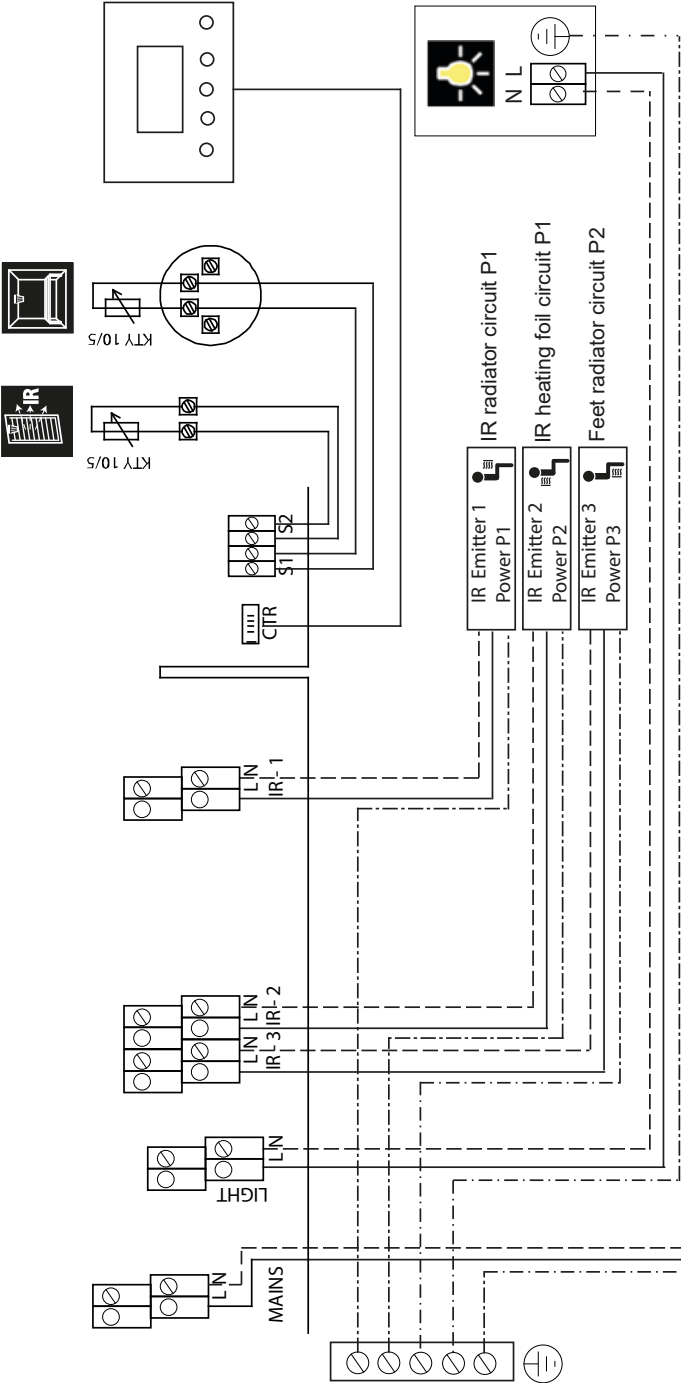 N L
IR
KTY 10/5
KTY 10/5
S1
S2
CTR
IR radiator circuit P1
IR heating foil circuit P1
Feet radiator circuit P2
IR Emitter 1
Power P1
IR Emitter 2
Power P2
IR Emitter 3
Power P3
L N
IR - 1
L N
IR - 2
L N
IR - 3
L N
LIGHT
L N
MAINS